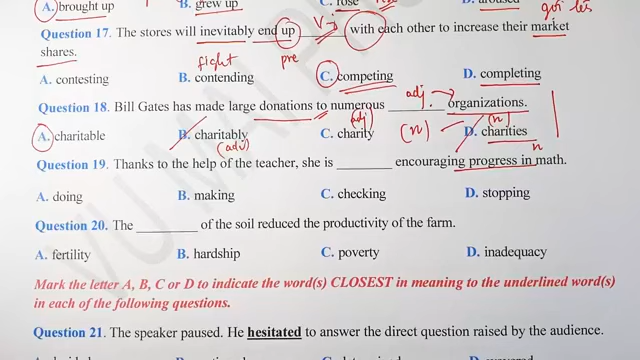 A. brought up B. grew up C. rose D. aroused gợi lên
Question 17. The stores will inevitably end up with each other to increase their market
shares.
fight pre
A. contesting B. contending C. competing D. completing
adj
Question 18. Bill Gates has made large donations to numerous ________ organizations.
(adj) (n) (n)
A. charitable B. charitably C. charity D. charities
(adv) n
Question 19. Thanks to the help of the teacher, she is ________ encouraging progress in math.
A. doing B. making C. checking D. stopping
Question 20. The ________ of the soil reduced the productivity of the farm.
A. fertility B. hardship C. poverty D. inadequacy
Mark the letter A, B, C or D to indicate the word(s) CLOSEST in meaning to the underlined word(s)
in each of the following questions.
Question 21. The speaker paused. He hesitated to answer the direct question raised by the audience.